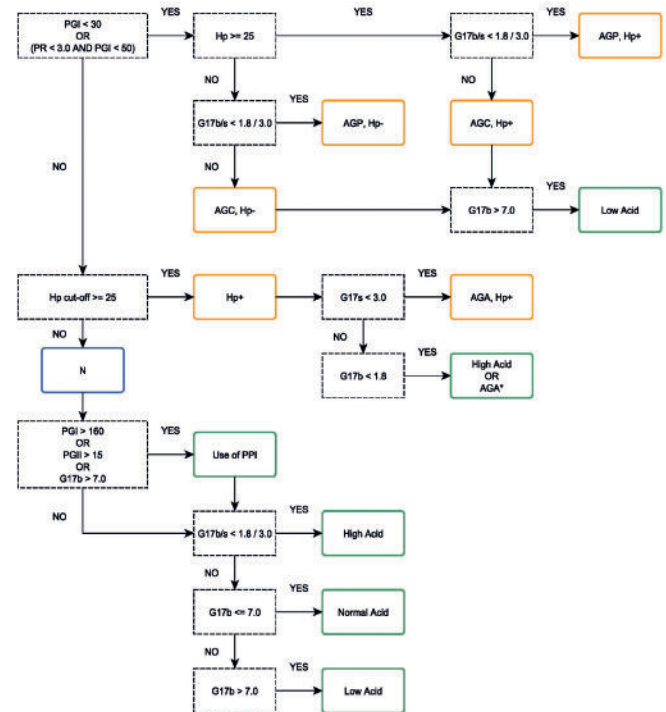 PGI < 30
OR
(PR < 3.0 AND PGI < 50)
YES
Hp >= 25
YES
G17b/s < 1.8 / 3.0
YES
AGP, Hp+
NO
NO
G17b/s < 1.8 / 3.0
YES
AGP, Hp-
AGC, Hp+
NO
NO
AGC, Hp-
G17b > 7.0
YES
Low Acid
Hp cut-off >= 25
YES
Hp+
G17s < 3.0
YES
AGA, Hp+
NO
NO
N
G17b < 1.8
YES
High Acid
OR
AGA*
PGI > 160
OR
PGII > 15
OR
G17b > 7.0
YES
Use of PPI
NO
G17b/s < 1.8 / 3.0
YES
High Acid
NO
G17b <= 7.0
YES
Normal Acid
NO
G17b > 7.0
YES
Low Acid